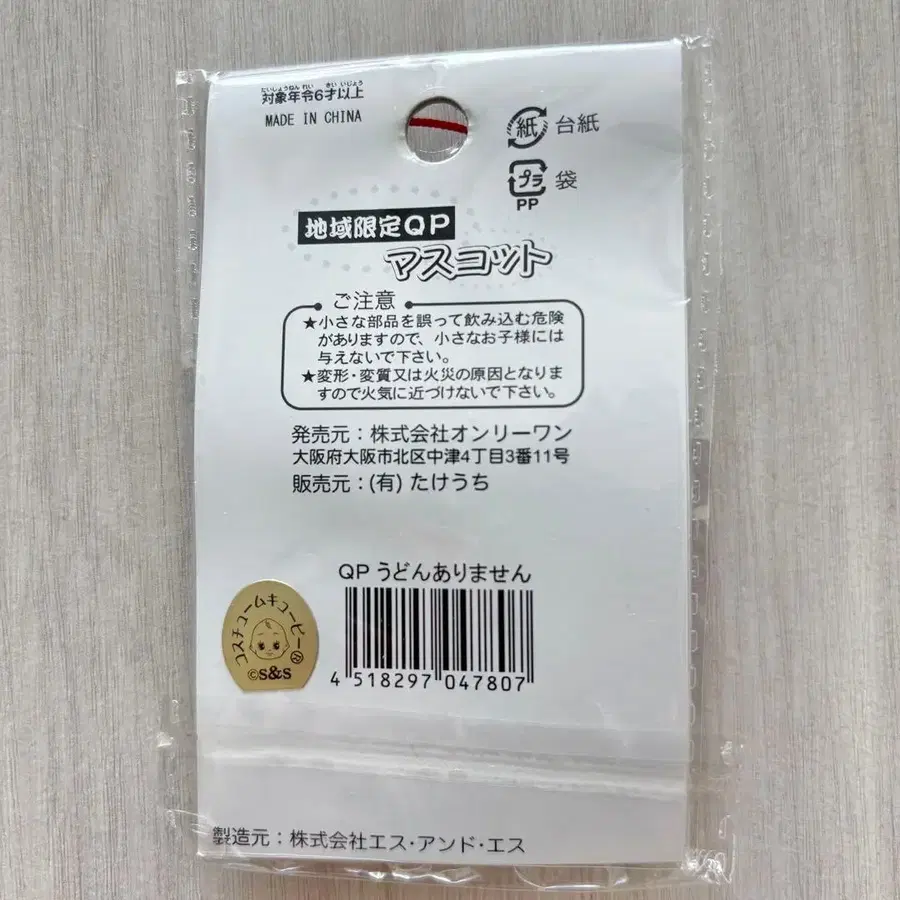 たいしょうねん れい さい いじょう
対象年令6才以上
MADE IN CHINA
紙 台紙
プラ 袋
PP
地域限定QP
マスコット
ご注意
★小さな部品を誤って飲み込む危険
がありますので、小さなお子様には
与えないで下さい。
★変形・変質又は火災の原因となりま
すので火気に近づけないで下さい。
発売元：株式会社オンリーワン
大阪府大阪市北区中津4丁目3番11号
販売元：(有)たけうち
QP うどんありません
コスチュームキューピー
©S&S
4 518297 047807
製造元：株式会社エス・アンド・エス